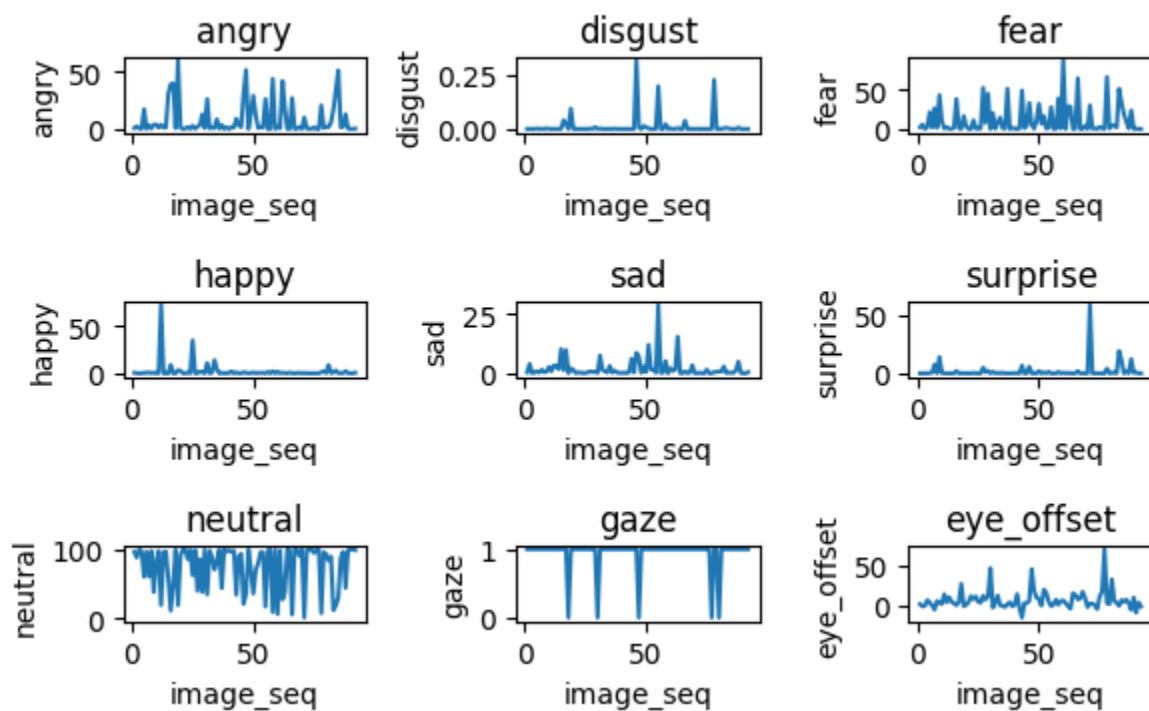 angry disgust fear
angry
50
0
0 50
image_seq
disgust
0.25
0.00
0 50
image_seq
fear
50
0
0 50
image_seq
happy sad surprise
happy
50
0
0 50
image_seq
sad
25
0
0 50
image_seq
surprise
50
0
0 50
image_seq
neutral gaze eye_offset
neutral
100
0
0 50
image_seq
gaze
1
0
0 50
image_seq
eye_offset
50
0
0 50
image_seq